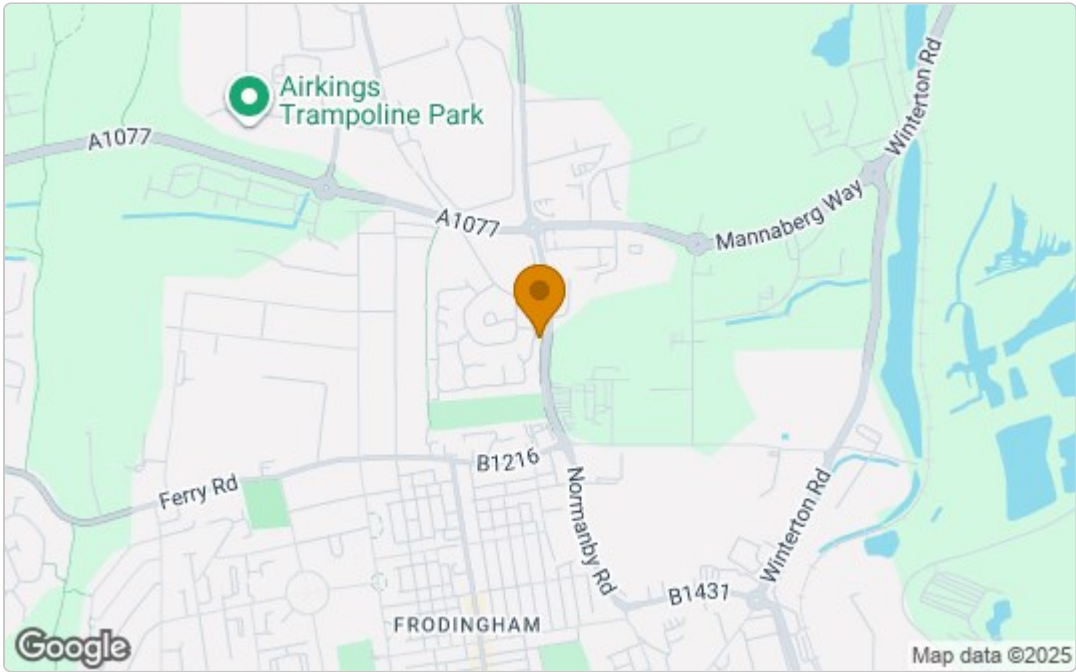 Airkings
Trampoline Park
A1077
Winterton Rd
A1077
Mannaberg Way
Ferry Rd
B1216
Normanby Rd
Winterton Rd
B1431
FRODINGHAM
Google
Map data ©2025